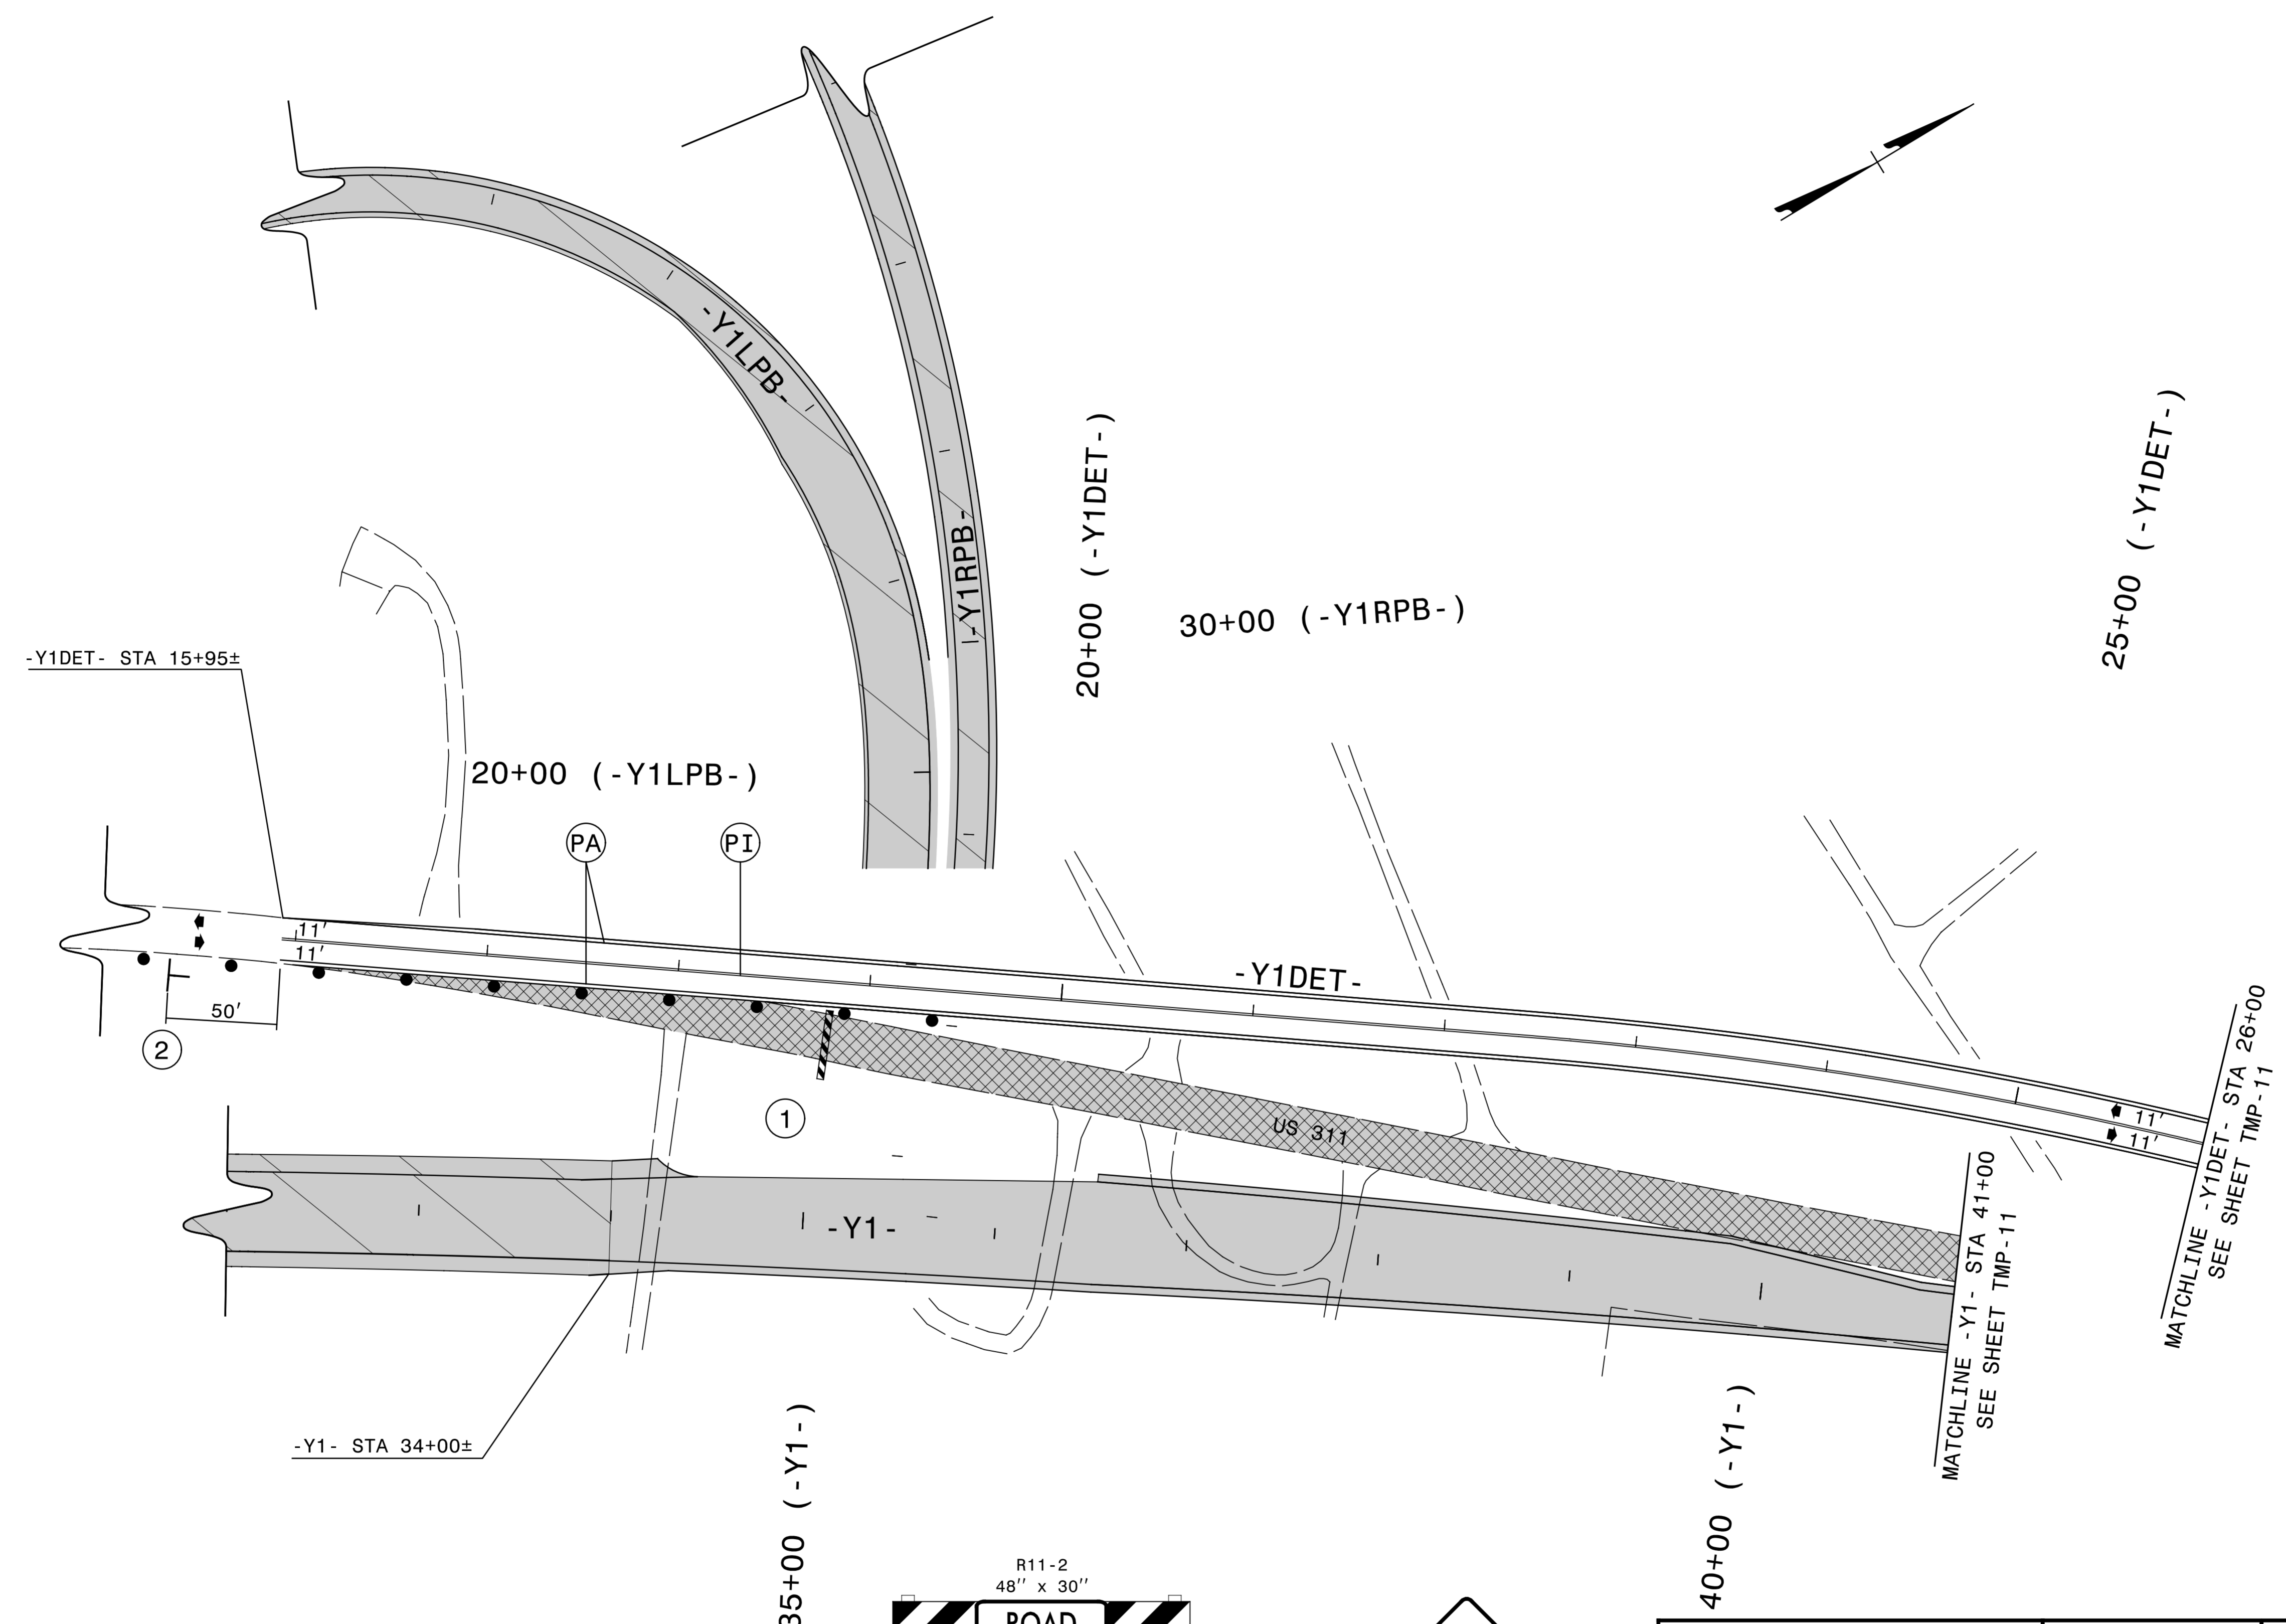 -Y1LPB-
-Y1RPB-
20+00 (-Y1DET-)
30+00 (-Y1RPB-)
25+00 (-Y1DET-)
-Y1DET- STA 15+95±
20+00 (-Y1LPB-)
PA
PI
11'
11'
-Y1DET-
50'
2
1
US 311
11'
11'
MATCHLINE -Y1DET- STA 26+00
SEE SHEET TMP-11
-Y1-
MATCHLINE -Y1- STA 41+00
SEE SHEET TMP-11
-Y1- STA 34+00±
35+00 (-Y1-)
40+00 (-Y1-)
R11-2
48" x 30"
ROAD